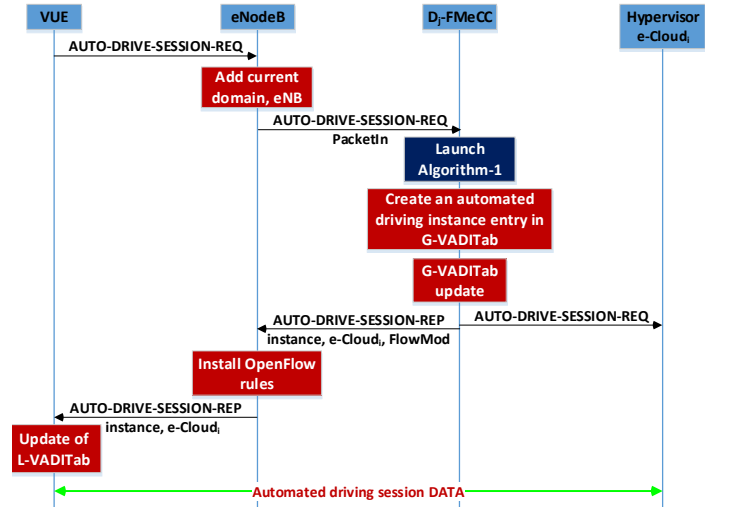 VUE
eNodeB
Dj-FMeCC
Hypervisor
e-Cloudi
AUTO-DRIVE-SESSION-REQ
Add current
domain, eNB
AUTO-DRIVE-SESSION-REQ
PacketIn
Launch
Algorithm-1
Create an automated
driving instance entry in
G-VADITab
G-VADITab
update
AUTO-DRIVE-SESSION-REP
instance, e-Cloudi, FlowMod
AUTO-DRIVE-SESSION-REQ
Install OpenFlow
rules
AUTO-DRIVE-SESSION-REP
instance, e-Cloudi
Update of
L-VADITab
Automated driving session DATA